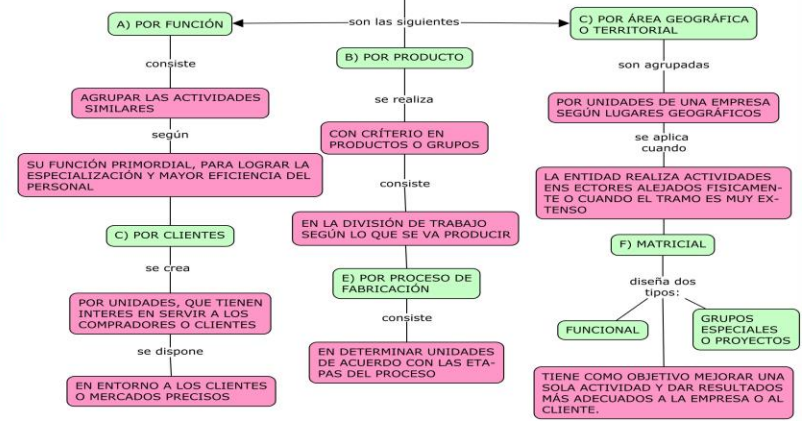 son las siguientes
A) POR FUNCIÓN
consiste
AGRUPAR LAS ACTIVIDADES
SIMILARES
según
SU FUNCIÓN PRIMORDIAL, PARA LOGRAR LA
ESPECIALIZACIÓN Y MAYOR EFICIENCIA DEL
PERSONAL
C) POR CLIENTES
se crea
POR UNIDADES, QUE TIENEN
INTERES EN SERVIR A LOS
COMPRADORES O CLIENTES
se dispone
EN ENTORNO A LOS CLIENTES
O MERCADOS PRECISOS
B) POR PRODUCTO
se realiza
CON CRÍTERIO EN
PRODUCTOS O GRUPOS
consiste
EN LA DIVISIÓN DE TRABAJO
SEGÚN LO QUE SE VA PRODUCIR
E) POR PROCESO DE
FABRICACIÓN
consiste
EN DETERMINAR UNIDADES
DE ACUERDO CON LAS ETA-
PAS DEL PROCESO
C) POR ÁREA GEOGRÁFICA
O TERRITORIAL
son agrupadas
POR UNIDADES DE UNA EMPRESA
SEGÚN LUGARES GEOGRÁFICOS
se aplica
cuando
LA ENTIDAD REALIZA ACTIVIDADES
ENS ECTORES ALEJADOS FISICAMEN-
TE O CUANDO EL TRAMO ES MUY EX-
TENSO
F) MATRICIAL
diseña dos
tipos:
FUNCIONAL
GRUPOS
ESPECIALES
O PROYECTOS
TIENE COMO OBJETIVO MEJORAR UNA
SOLA ACTIVIDAD Y DAR RESULTADOS
MÁS ADECUADOS A LA EMPRESA O AL
CLIENTE.